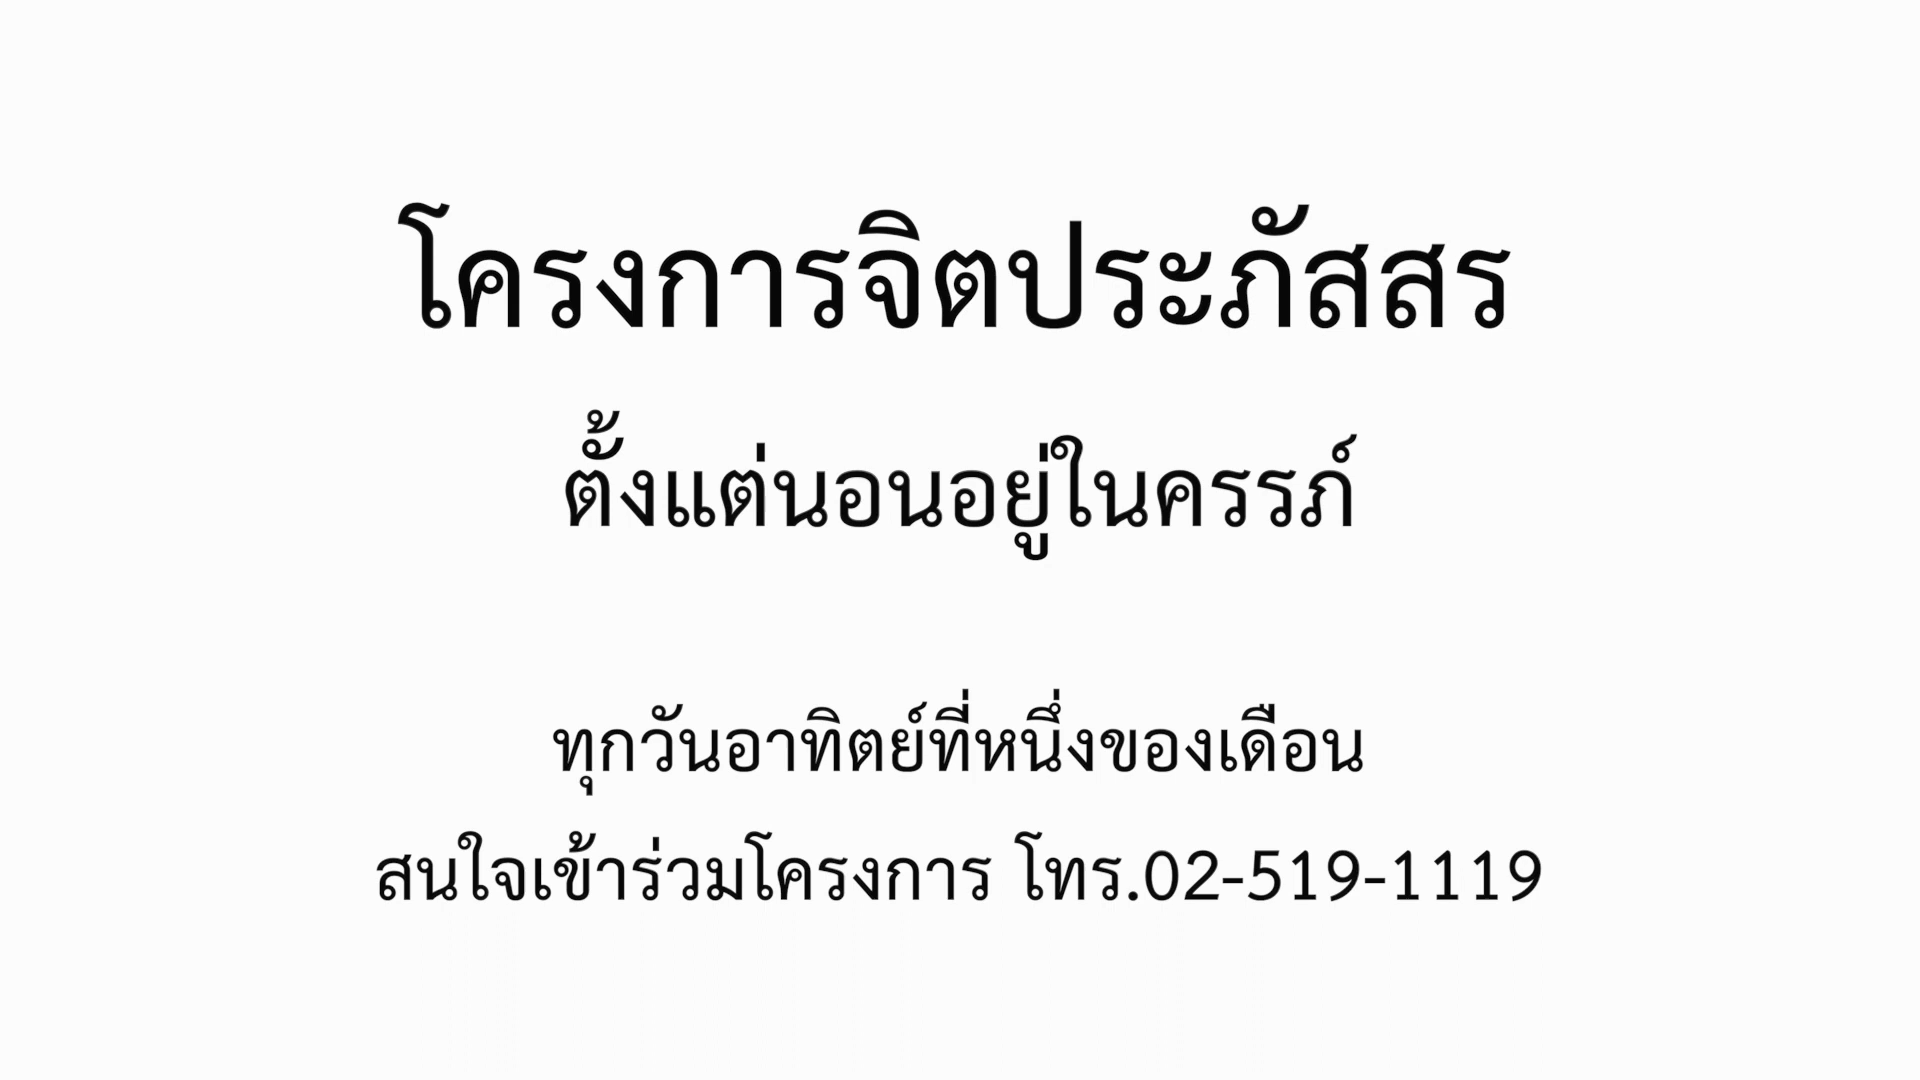 โครงการจิตประภัสสร
ตั้งแต่นอนอยู่ในครรภ์
ทุกวันอาทิตย์ที่หนึ่งของเดือน
สนใจเข้าร่วมโครงการ โทร.02-519-1119